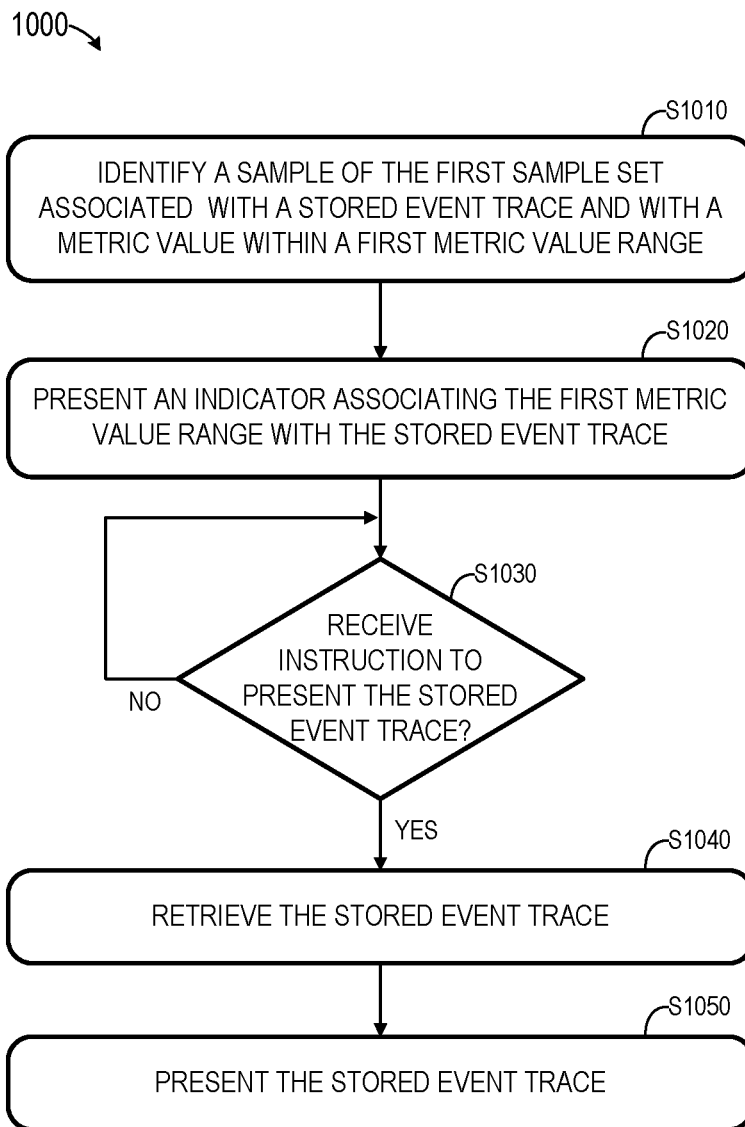 1000
S1010
IDENTIFY A SAMPLE OF THE FIRST SAMPLE SET
ASSOCIATED WITH A STORED EVENT TRACE AND WITH A
METRIC VALUE WITHIN A FIRST METRIC VALUE RANGE
S1020
PRESENT AN INDICATOR ASSOCIATING THE FIRST METRIC
VALUE RANGE WITH THE STORED EVENT TRACE
S1030
RECEIVE
INSTRUCTION TO
PRESENT THE STORED
EVENT TRACE?
NO
YES
S1040
RETRIEVE THE STORED EVENT TRACE
S1050
PRESENT THE STORED EVENT TRACE